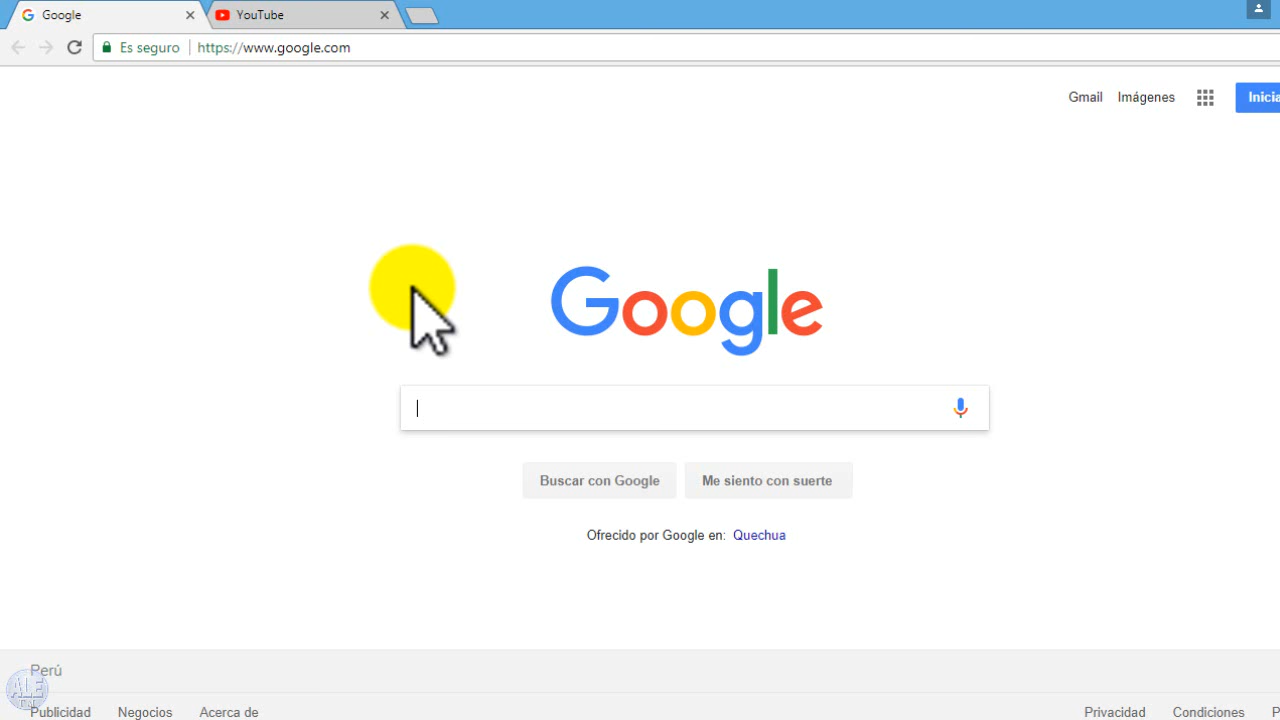 Google YouTube
Es seguro https://www.google.com
Gmail Imágenes Inicia
Google
Buscar con Google Me siento con suerte
Ofrecido por Google en: Quechua
Perú
ALE
Publicidad Negocios Acerca de Privacidad Condiciones P